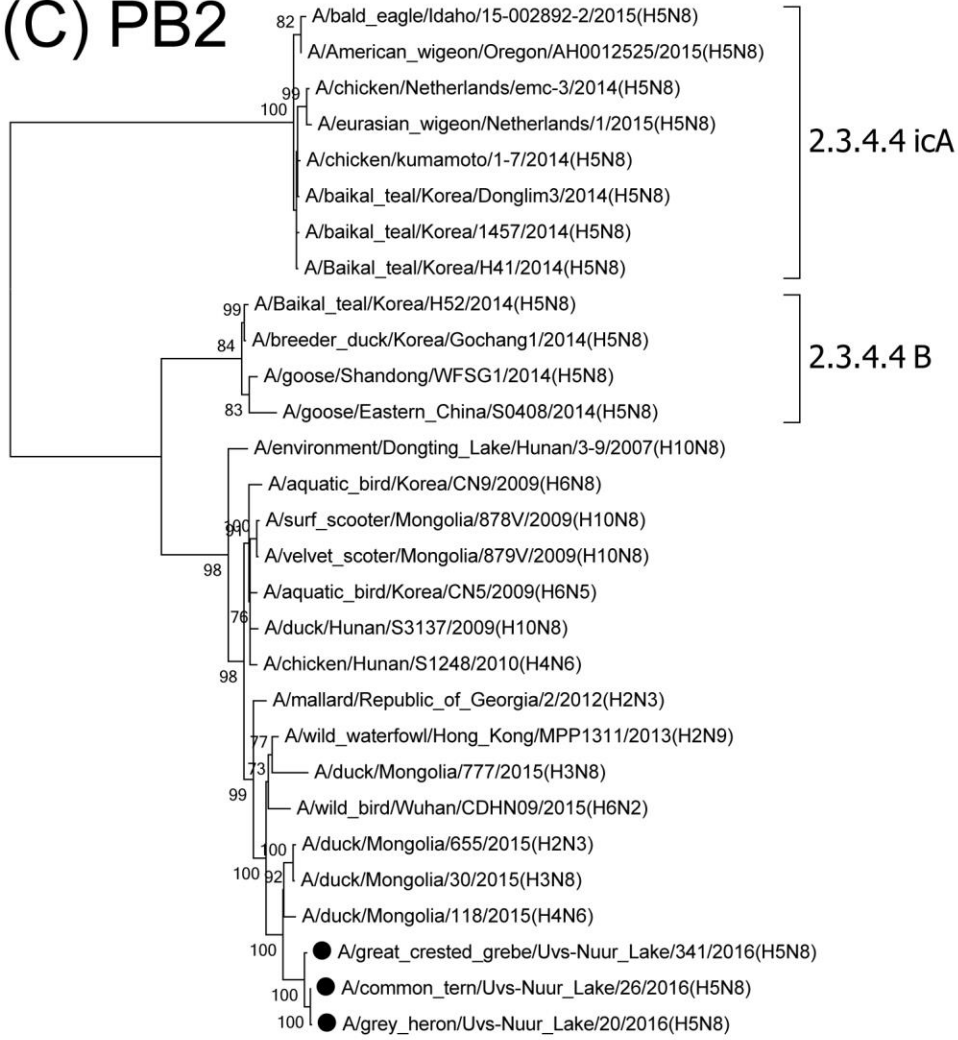 (C) PB2
82
A/bald_eagle/Idaho/15-002892-2/2015(H5N8)
A/American_wigeon/Oregon/AH0012525/2015(H5N8)
99
A/chicken/Netherlands/emc-3/2014(H5N8)
100
A/eurasian_wigeon/Netherlands/1/2015(H5N8)
2.3.4.4 icA
A/chicken/kumamoto/1-7/2014(H5N8)
A/baikal_teal/Korea/Donglim3/2014(H5N8)
A/baikal_teal/Korea/1457/2014(H5N8)
A/Baikal_teal/Korea/H41/2014(H5N8)
99
A/Baikal_teal/Korea/H52/2014(H5N8)
84
A/breeder_duck/Korea/Gochang1/2014(H5N8)
2.3.4.4 B
A/goose/Shandong/WFSG1/2014(H5N8)
83
A/goose/Eastern_China/S0408/2014(H5N8)
A/environment/Dongting_Lake/Hunan/3-9/2007(H10N8)
A/aquatic_bird/Korea/CN9/2009(H6N8)
100
A/surf_scooter/Mongolia/878V/2009(H10N8)
91
A/velvet_scoter/Mongolia/879V/2009(H10N8)
98
A/aquatic_bird/Korea/CN5/2009(H6N5)
76
A/duck/Hunan/S3137/2009(H10N8)
A/chicken/Hunan/S1248/2010(H4N6)
98
A/mallard/Republic_of_Georgia/2/2012(H2N3)
77
A/wild_waterfowl/Hong_Kong/MPP1311/2013(H2N9)
73
A/duck/Mongolia/777/2015(H3N8)
99
A/wild_bird/Wuhan/CDHN09/2015(H6N2)
100
A/duck/Mongolia/655/2015(H2N3)
100
92
A/duck/Mongolia/30/2015(H3N8)
A/duck/Mongolia/118/2015(H4N6)
100
A/great_crested_grebe/Uvs-Nuur_Lake/341/2016(H5N8)
100
A/common_tern/Uvs-Nuur_Lake/26/2016(H5N8)
100
A/grey_heron/Uvs-Nuur_Lake/20/2016(H5N8)